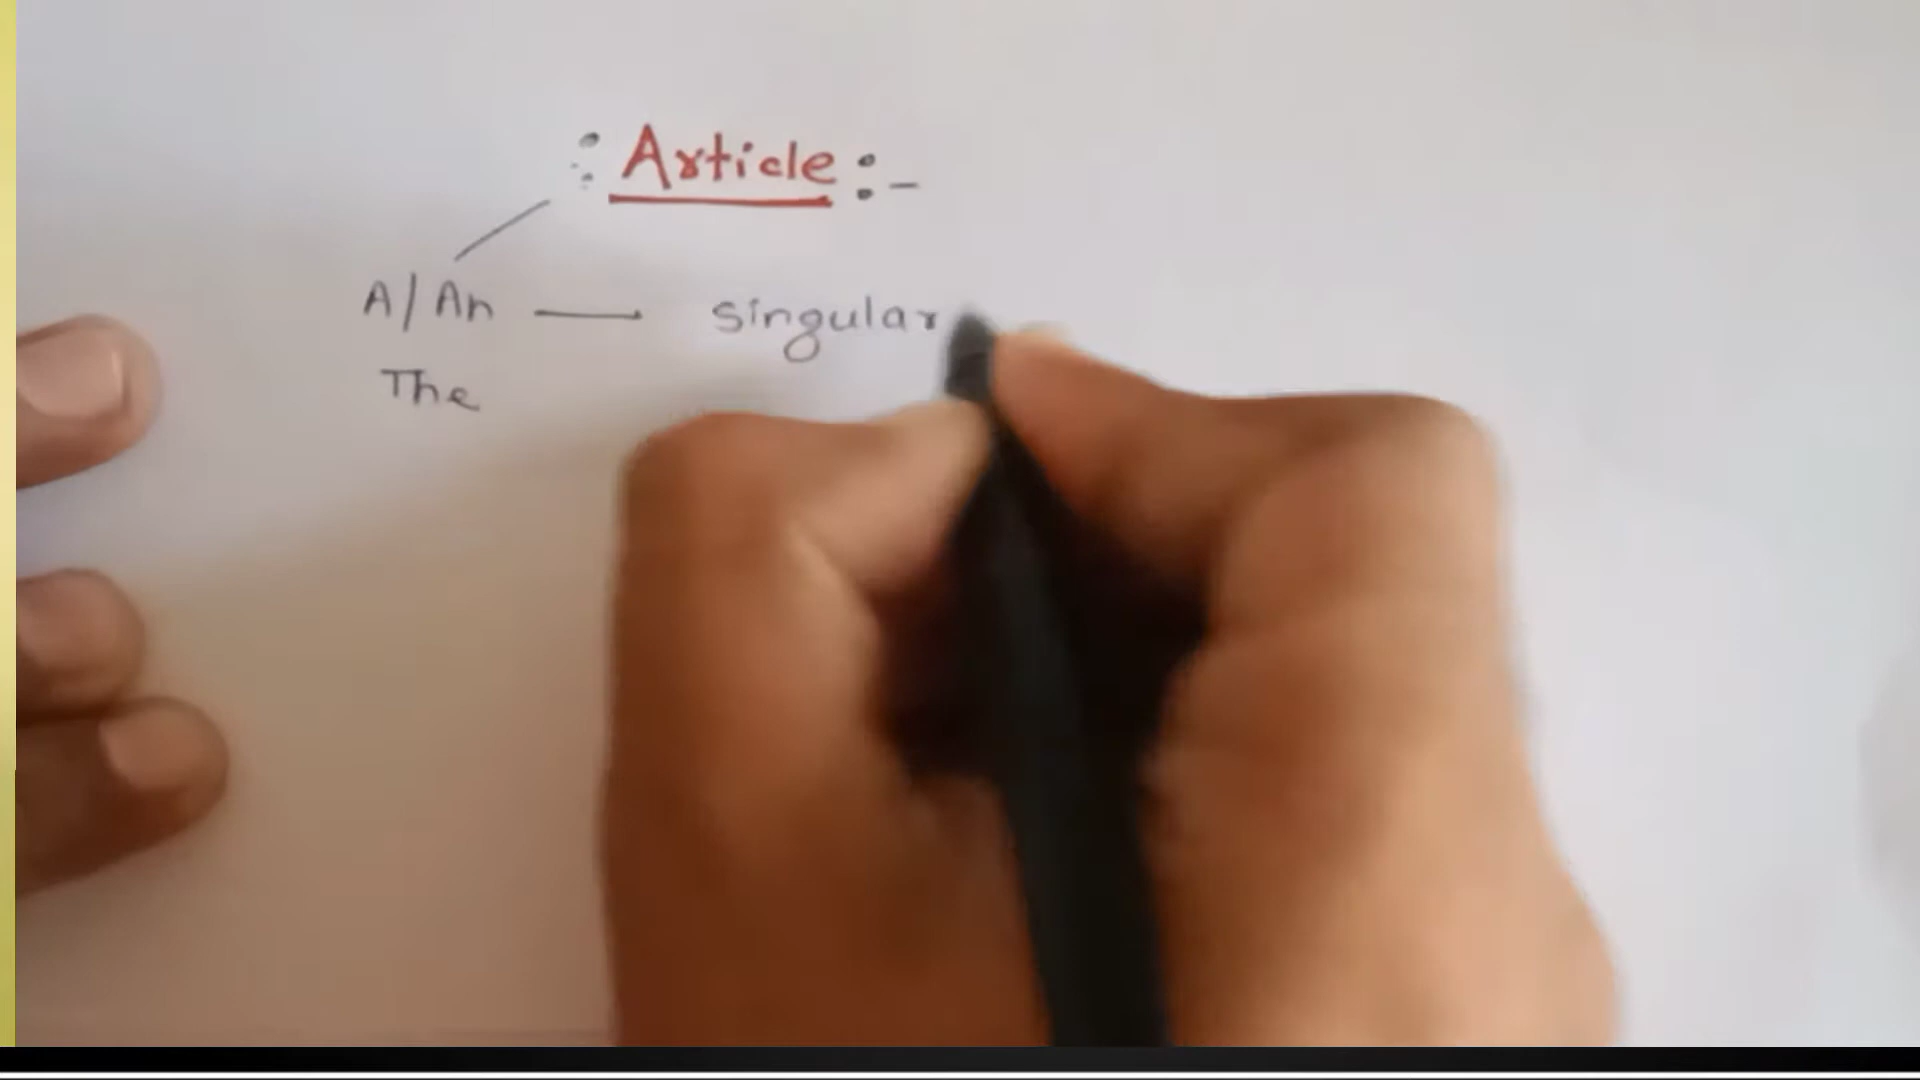 : Article :-
A/An — singular
The